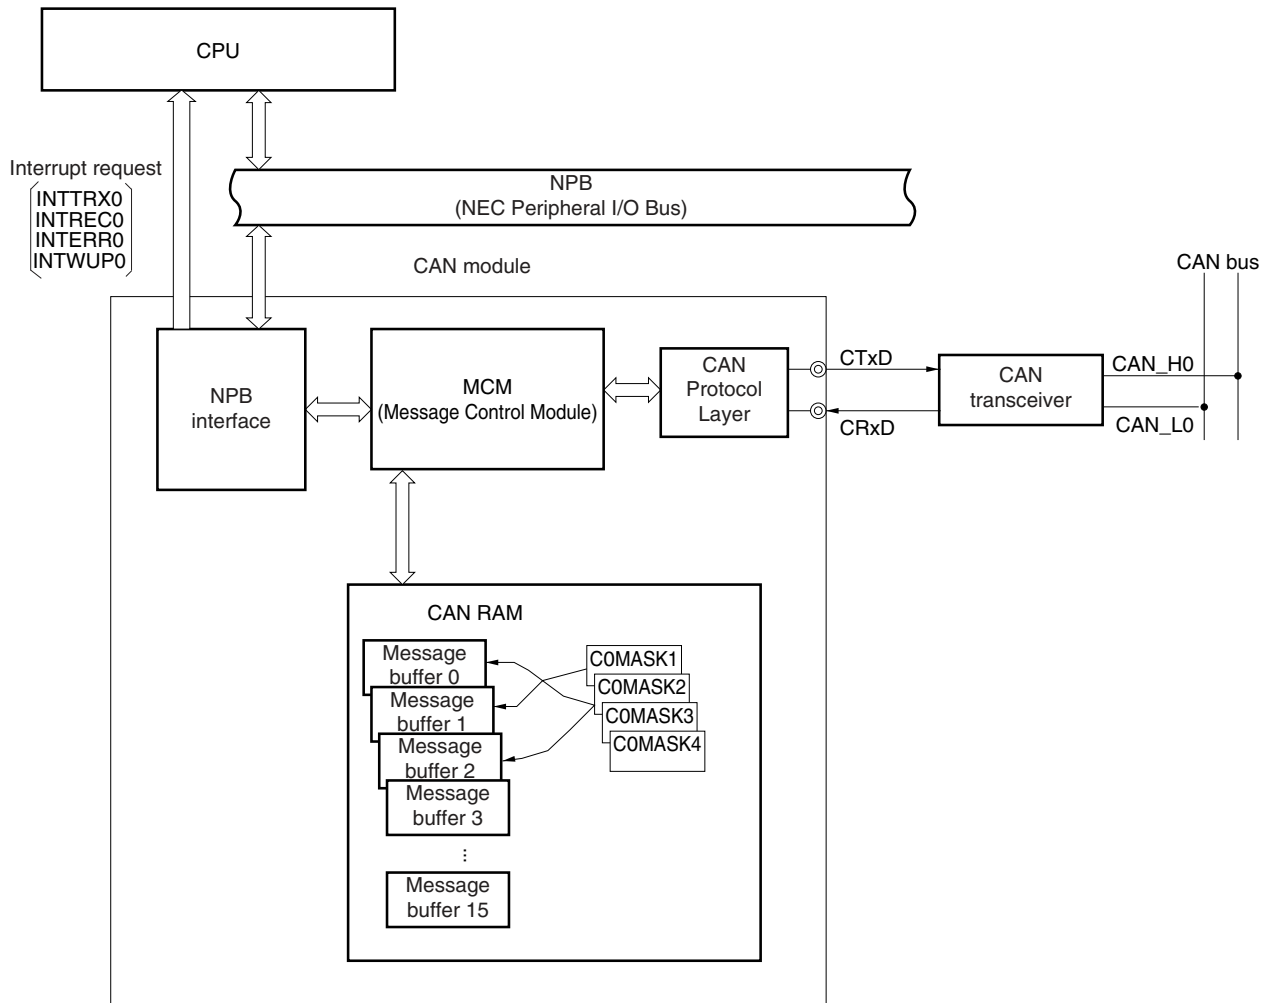 CPU
Interrupt request
INTTRX0
INTREC0
INTERR0
INTWUP0
NPB
(NEC Peripheral I/O Bus)
CAN module
CAN bus
NPB
interface
MCM
(Message Control Module)
CAN
Protocol
Layer
CTxD
CRxD
CAN
transceiver
CAN_H0
CAN_L0
CAN RAM
Message
buffer 0
Message
buffer 1
Message
buffer 2
Message
buffer 3
...
Message
buffer 15
C0MASK1
C0MASK2
C0MASK3
C0MASK4